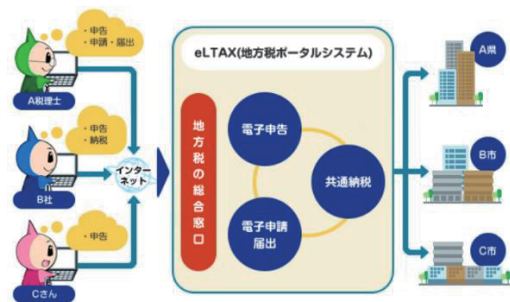 ・申告
・申請・届出
A税理士
・申告
・納税
B社
・申告
Cさん
インター
ネット
eLTAX(地方税ポータルシステム)
地方税の総合窓口
電子申告
共通納税
電子申請
届出
A県
B市
C市